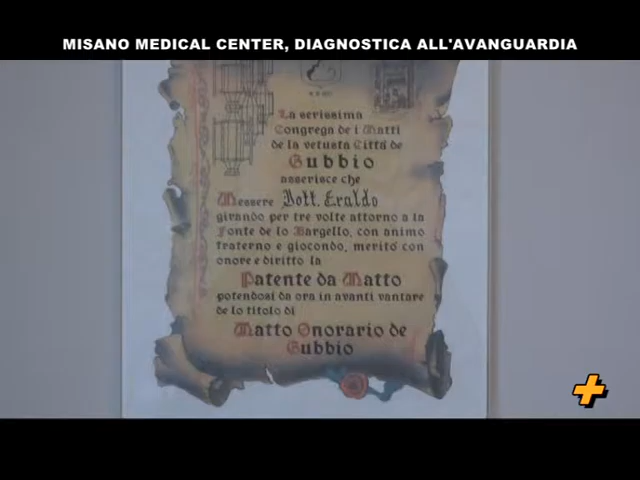 MISANO MEDICAL CENTER, DIAGNOSTICA ALL'AVANGUARDIA
La serissima
Congrega de i Matti
de la vetusta Città de
Gubbio
asserisce che
Messere Dott. Eraldo
girando per tre volte attorno a la
Fonte de lo Bargello, con animo
fraterno e giocondo, meritò con
onore e diritto la
Patente da Matto
potendosi da ora in avanti vantare
de lo titolo di
Matto Onorario de
Gubbio